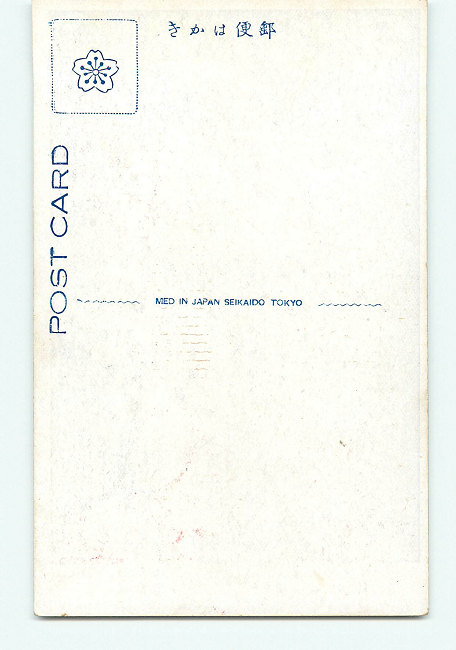 郵便はかき
POST CARD
MED IN JAPAN SEIKAIDO TOKYO